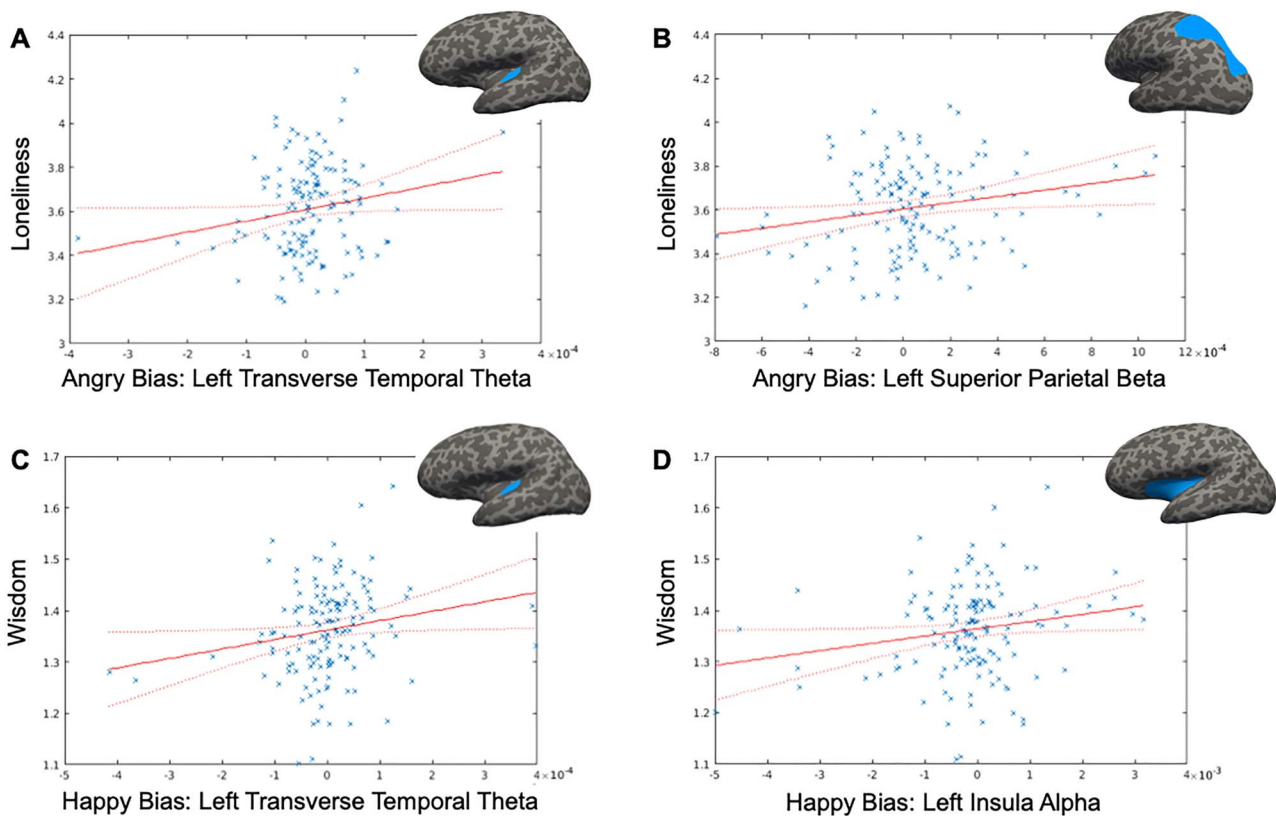 A
4.4
4.2
4
3.8
3.6
3.4
3.2
3
Loneliness
-4 -3 -2 -1 0 1 2 3 4 ×10-4
Angry Bias: Left Transverse Temporal Theta
B
4.4
4.2
4
3.8
3.6
3.4
3.2
3
Loneliness
-8 -6 -4 -2 0 2 4 6 8 10 12 ×10-4
Angry Bias: Left Superior Parietal Beta
C
1.7
1.6
1.5
1.4
1.3
1.2
1.1
Wisdom
-5 -4 -3 -2 -1 0 1 2 3 4 ×10-4
Happy Bias: Left Transverse Temporal Theta
D
1.7
1.6
1.5
1.4
1.3
1.2
1.1
Wisdom
-5 -4 -3 -2 -1 0 1 2 3 4 ×10-3
Happy Bias: Left Insula Alpha